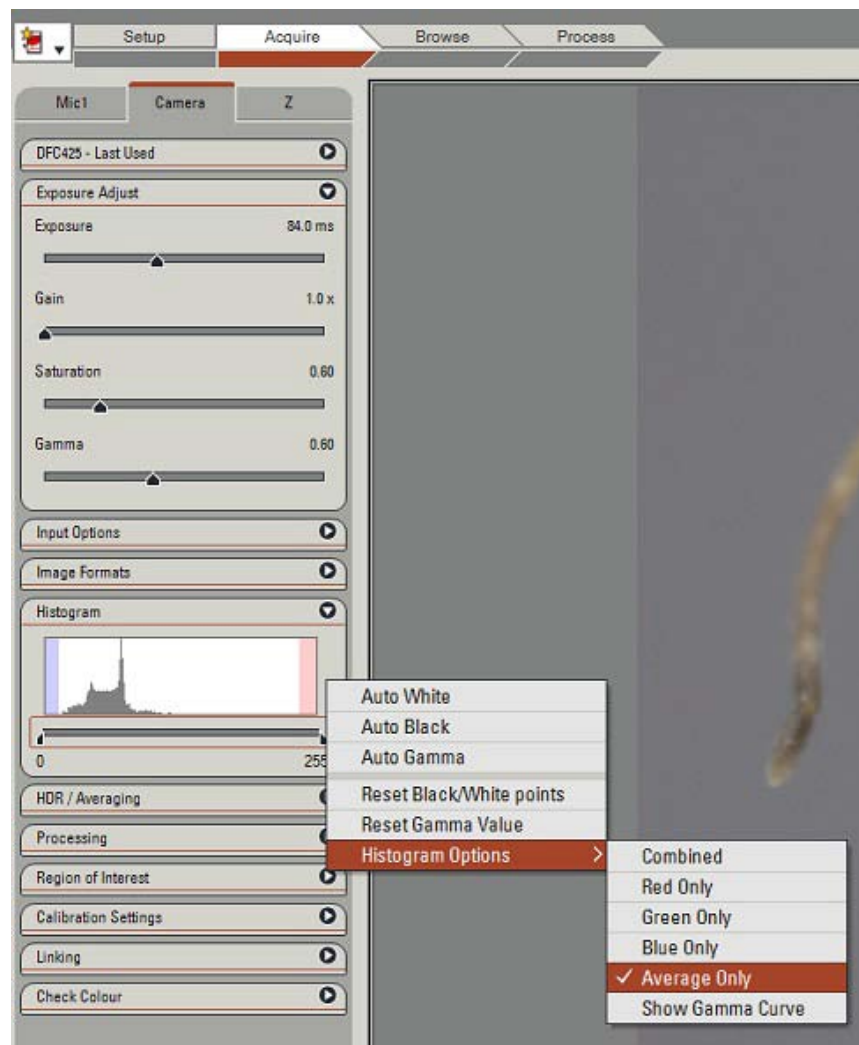 Setup Acquire Browse Process
Mic1 Camera Z
DFC425 - Last Used
Exposure Adjust
Exposure 84.0 ms
Gain 1.0 x
Saturation 0.60
Gamma 0.60
Input Options
Image Formats
Histogram
0 255
HDR / Averaging
Processing
Region of Interest
Calibration Settings
Linking
Check Colour
Auto White
Auto Black
Auto Gamma
Reset Black/White points
Reset Gamma Value
Histogram Options >
Combined
Red Only
Green Only
Blue Only
✓ Average Only
Show Gamma Curve